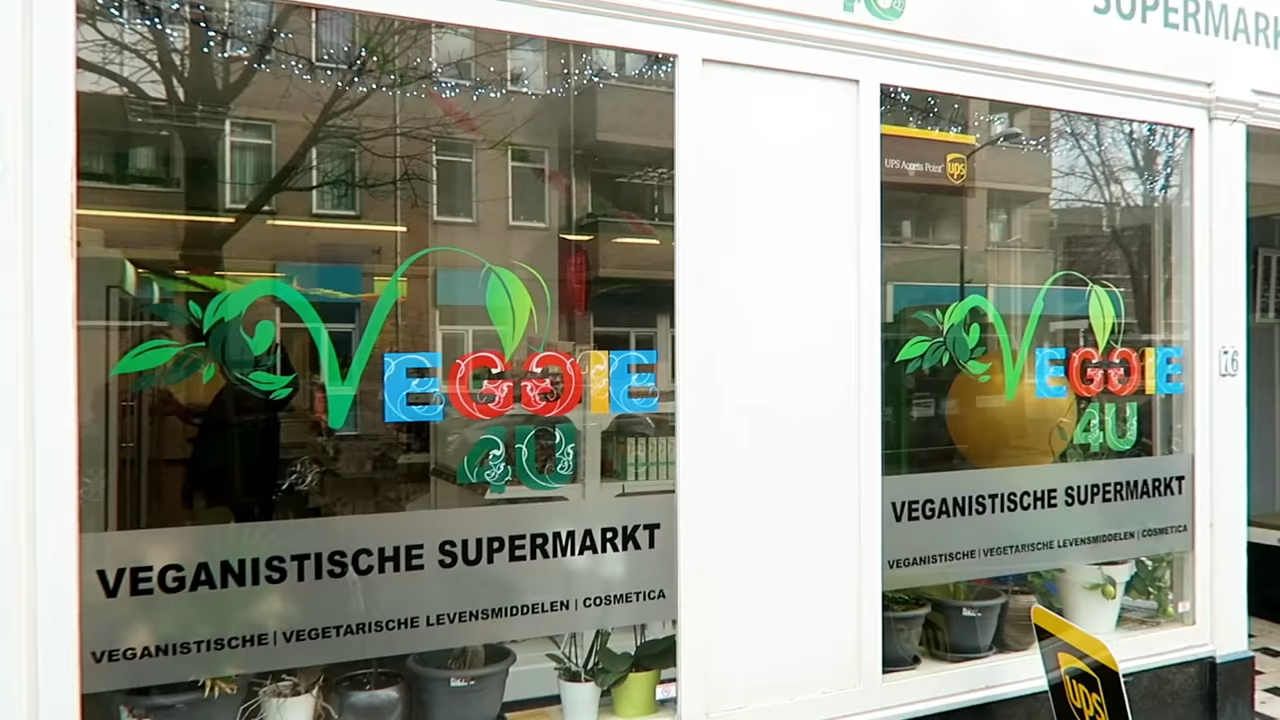 4U
SUPERMARK
VEGGIE
4U
VEGANISTISCHE SUPERMARKT
VEGANISTISCHE | VEGETARISCHE LEVENSMIDDELEN | COSMETICA
UPS Access Point
ups
VEGGIE
4U
VEGANISTISCHE SUPERMARKT
VEGANISTISCHE | VEGETARISCHE LEVENSMIDDELEN | COSMETICA
76
ups